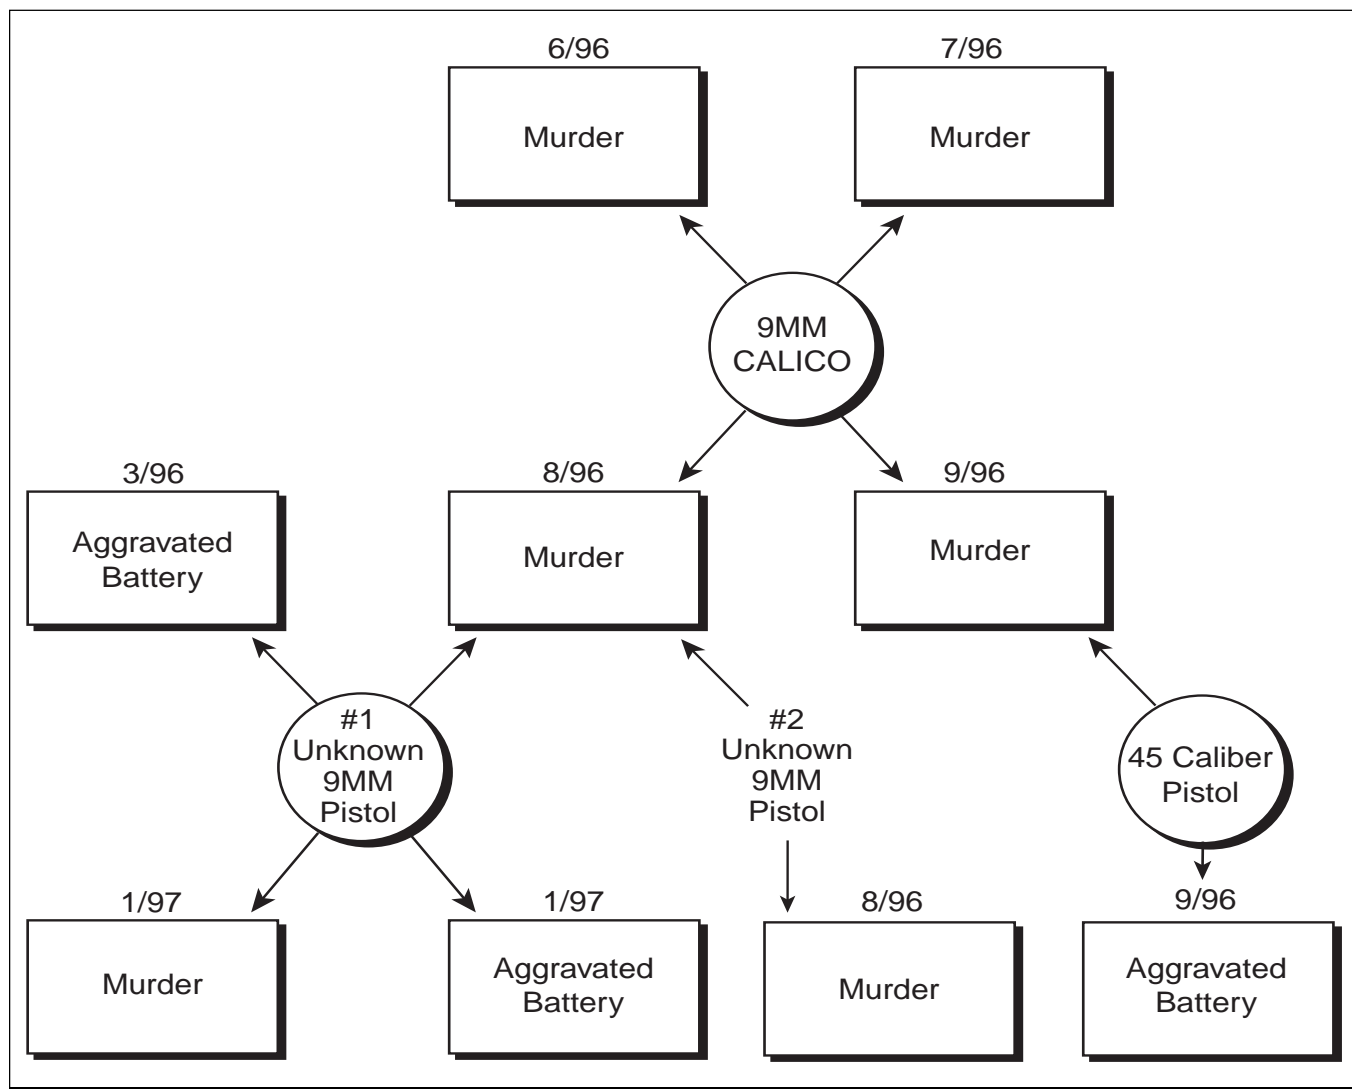 6/96
7/96
Murder
Murder
9MM
CALICO
3/96
8/96
9/96
Aggravated
Battery
Murder
Murder
#1
Unknown
9MM
Pistol
#2
Unknown
9MM
Pistol
45 Caliber
Pistol
1/97
1/97
8/96
9/96
Murder
Aggravated
Battery
Murder
Aggravated
Battery